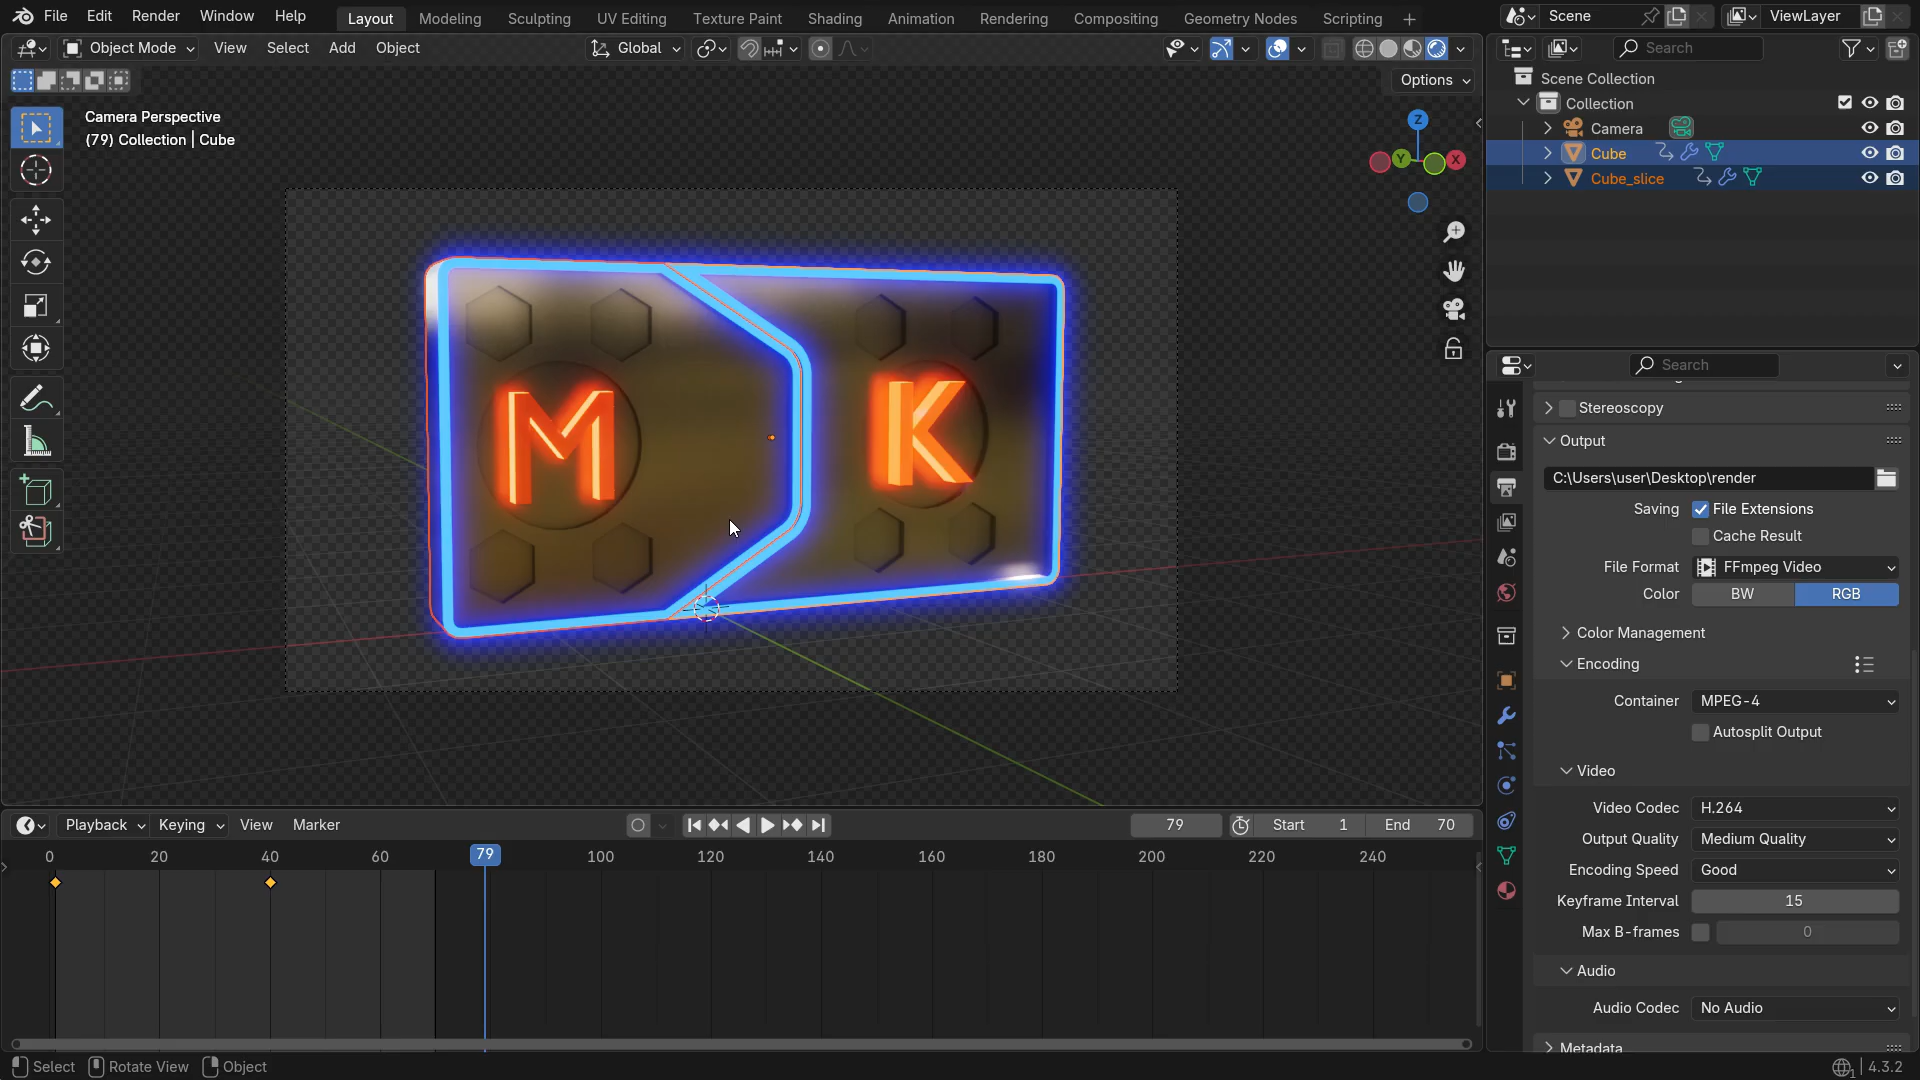 File Edit Render Window Help Layout Modeling Sculpting UV Editing Texture Paint Shading Animation Rendering Compositing Geometry Nodes Scripting + Scene ViewLayer
Object Mode View Select Add Object Global Search
Options
Camera Perspective
(79) Collection | Cube
Z
Y
X
M
K
Scene Collection
Collection
Camera
Cube
Cube_slice
Search
Stereoscopy
Output
C:\Users\user\Desktop\render
Saving File Extensions
Cache Result
File Format FFmpeg Video
Color BW RGB
Color Management
Encoding
Container MPEG-4
Autosplit Output
Video
Video Codec H.264
Output Quality Medium Quality
Encoding Speed Good
Keyframe Interval 15
Max B-frames 0
Audio
Audio Codec No Audio
Metadata
Playback Keying View Marker 79 Start 1 End 70
0 20 40 60 79 100 120 140 160 180 200 220 240
Select Rotate View Object 4.3.2